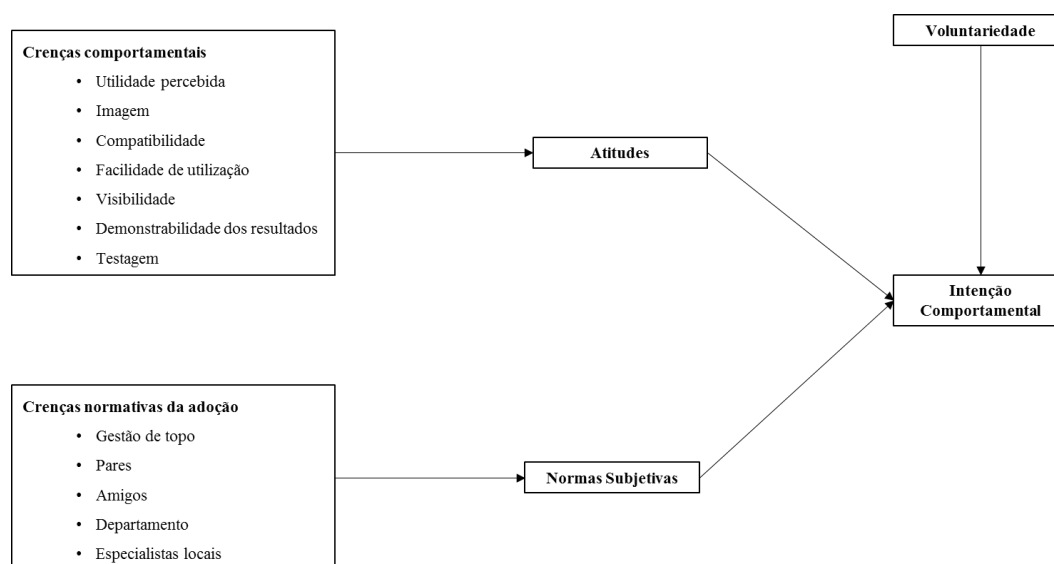 Voluntariedade
Crenças comportamentais
• Utilidade percebida
• Imagem
• Compatibilidade
• Facilidade de utilização
• Visibilidade
• Demonstrabilidade dos resultados
• Testagem
Atitudes
Intenção
Comportamental
Crenças normativas da adoção
• Gestão de topo
• Pares
• Amigos
• Departamento
• Especialistas locais
Normas Subjetivas